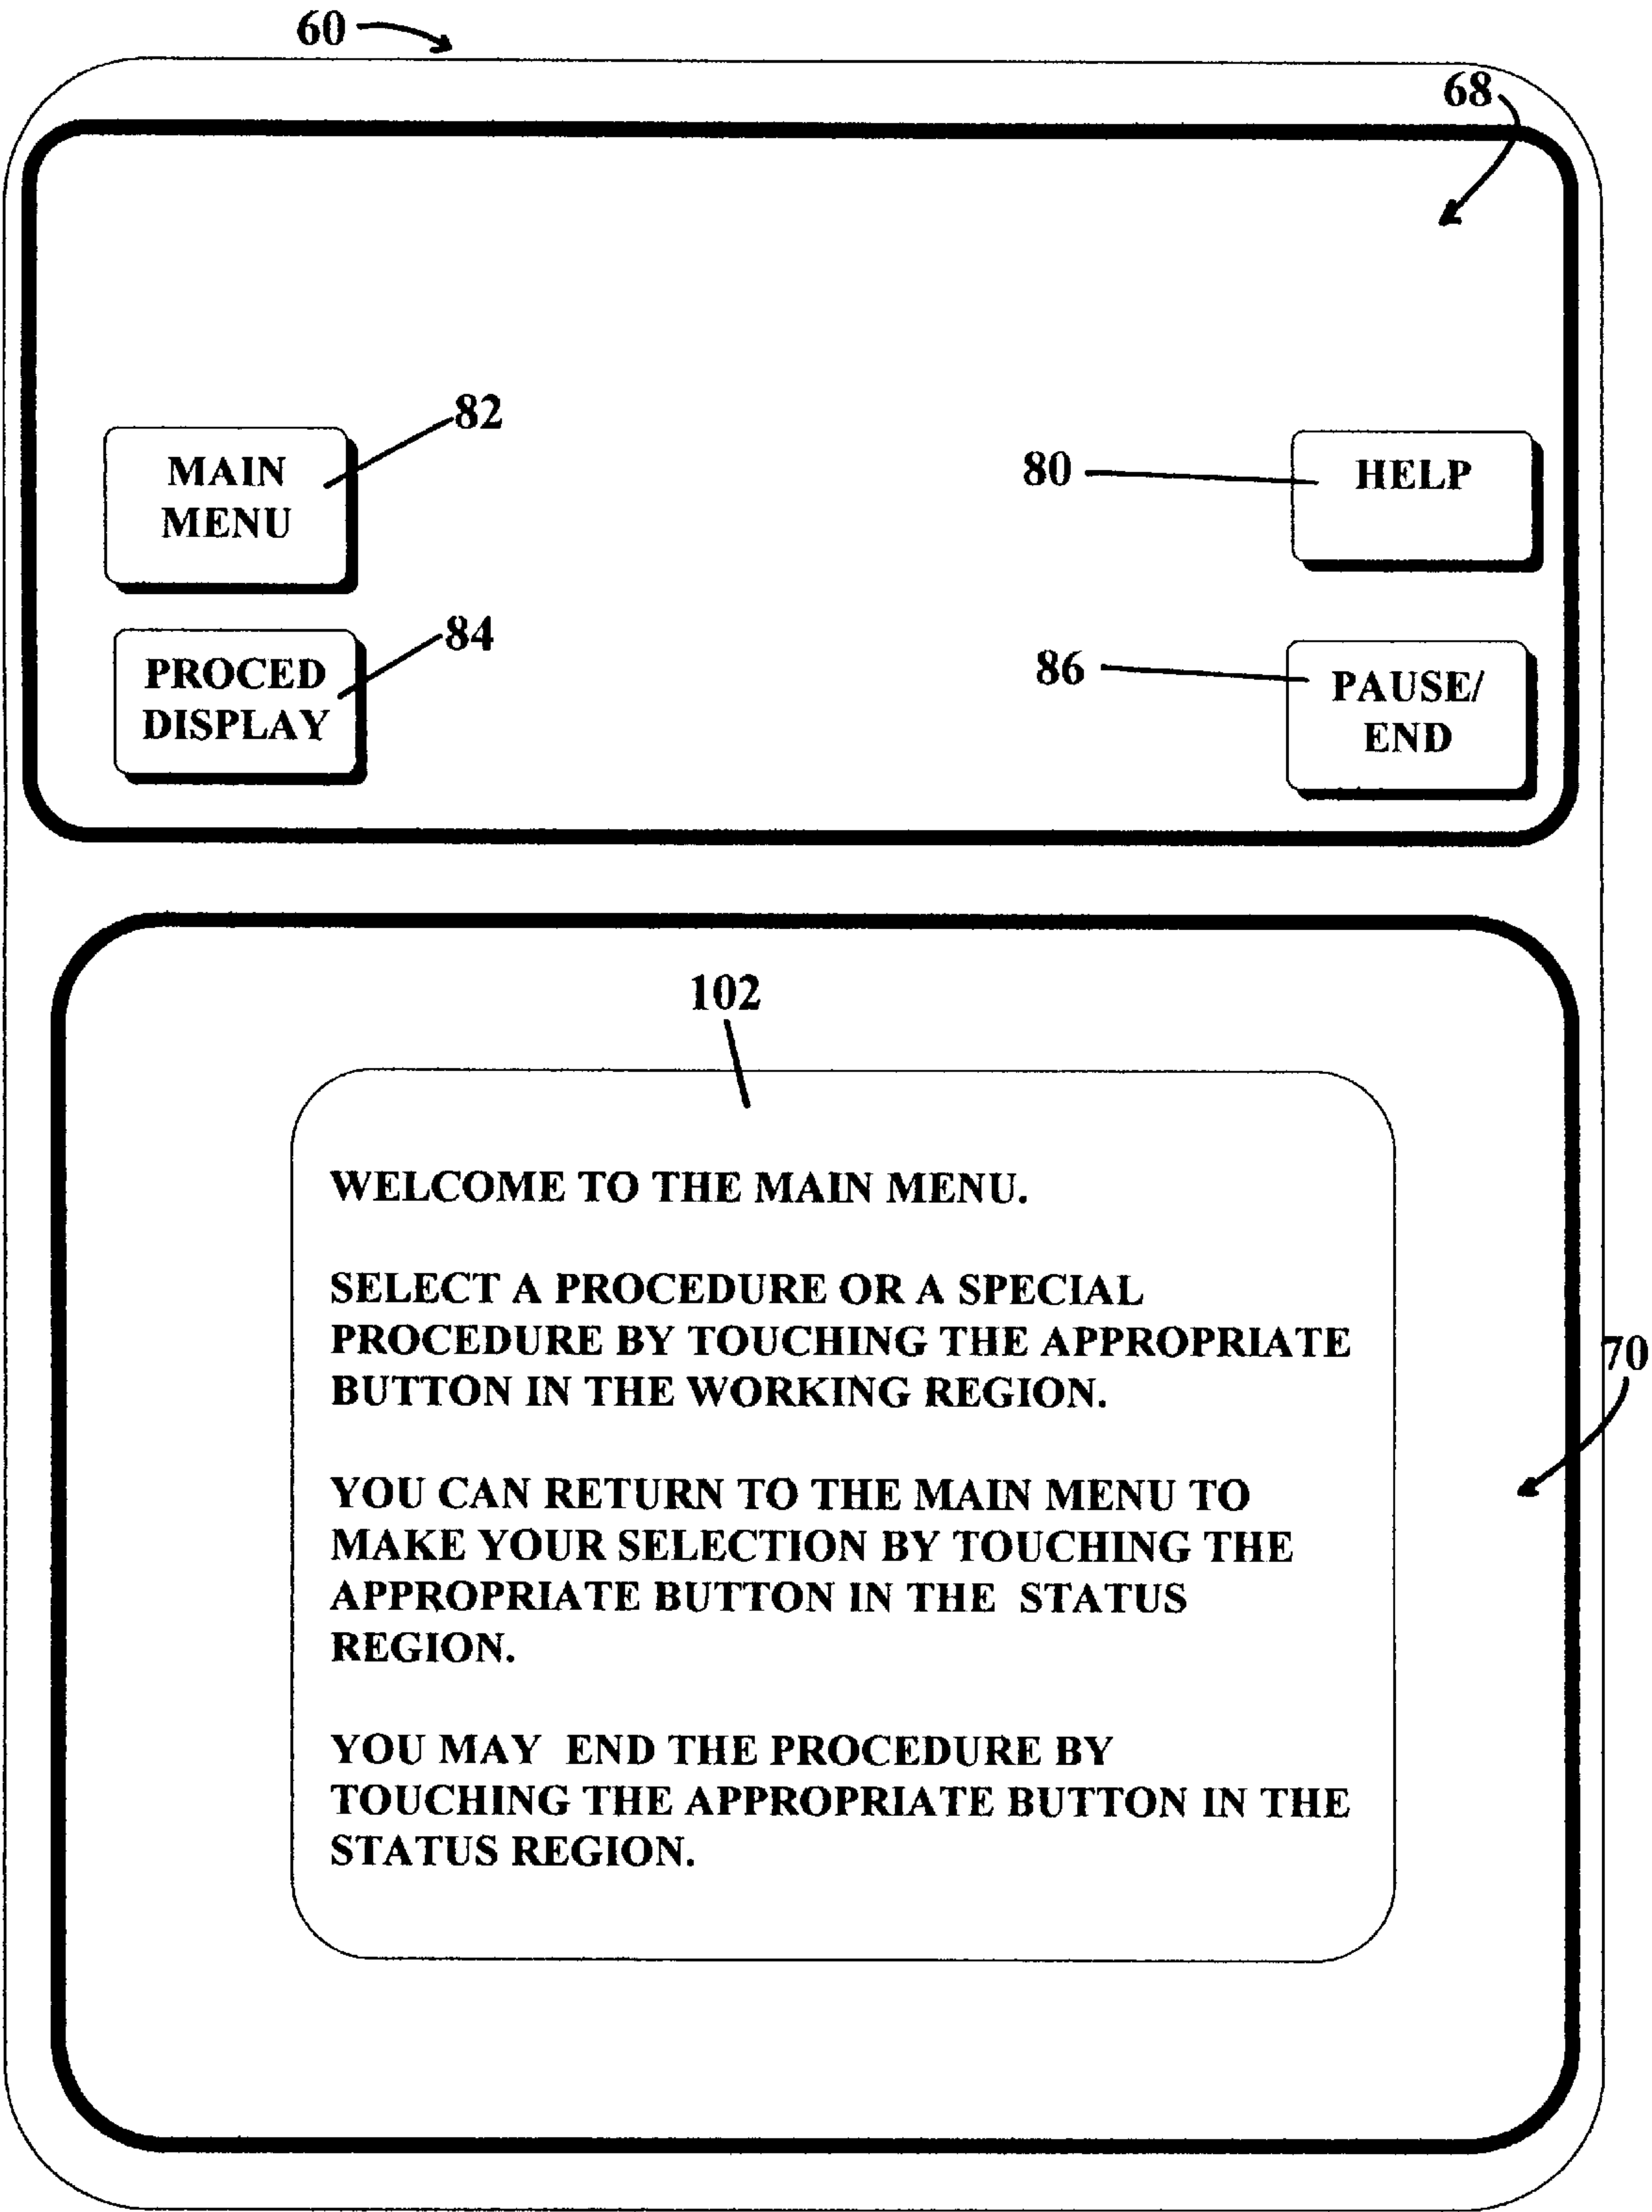 60
68
82
MAIN
MENU
80
HELP
84
PROCED
DISPLAY
86
PAUSE/
END
102
WELCOME TO THE MAIN MENU.
SELECT A PROCEDURE OR A SPECIAL
PROCEDURE BY TOUCHING THE APPROPRIATE
BUTTON IN THE WORKING REGION.
70
YOU CAN RETURN TO THE MAIN MENU TO
MAKE YOUR SELECTION BY TOUCHING THE
APPROPRIATE BUTTON IN THE STATUS
REGION.
YOU MAY END THE PROCEDURE BY
TOUCHING THE APPROPRIATE BUTTON IN THE
STATUS REGION.